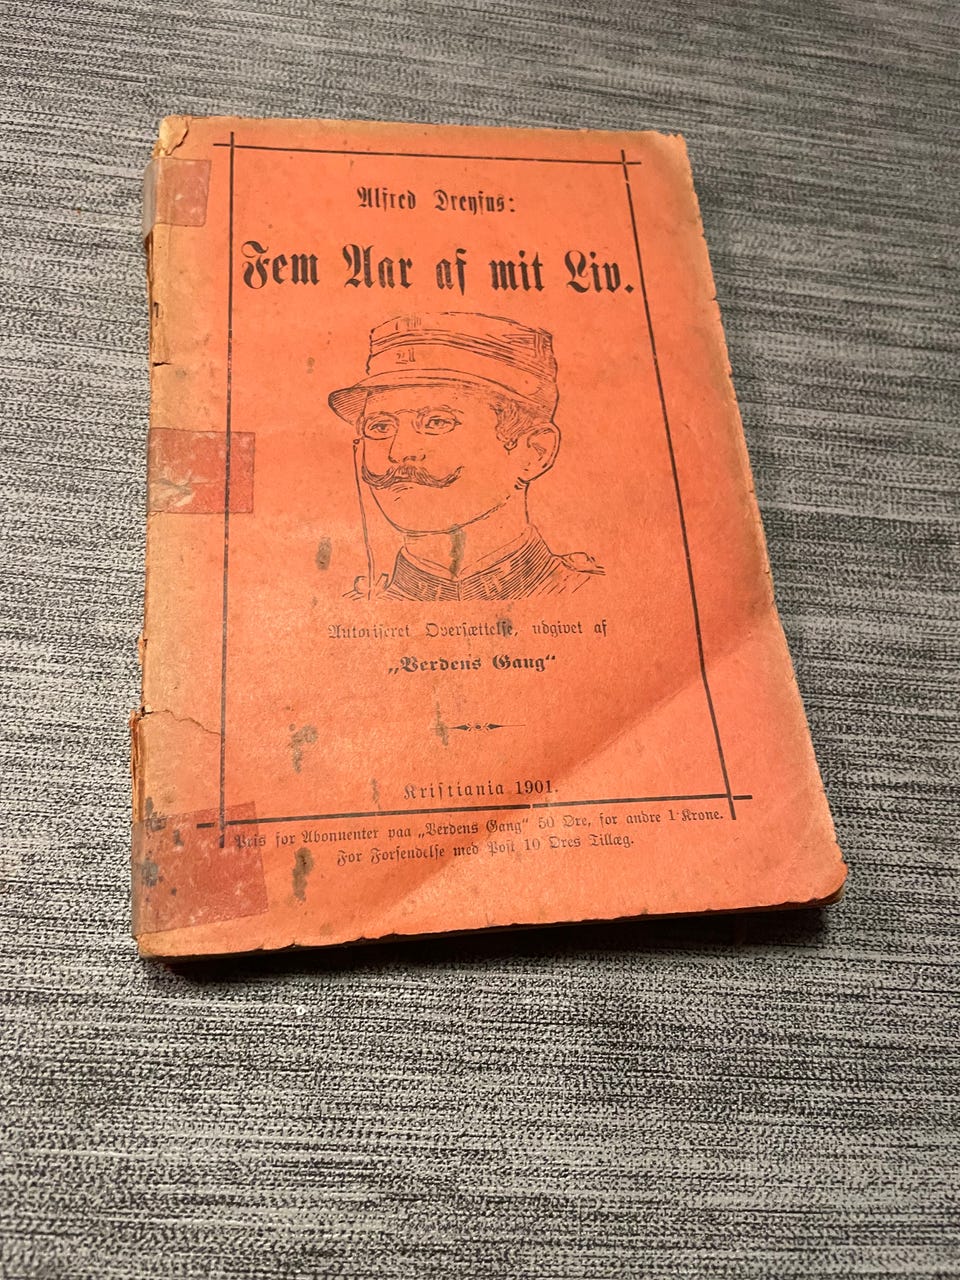 Alfred Dreyfus:
Fem Aar af mit Liv.
21
Autoriseret Oversættelse, udgivet af
„Verdens Gang“
Kristiania 1901.
Pris for Abonnenter paa „Verdens Gang“ 50 Øre, for andre 1 Krone.
For Forsendelse med Post 10 Øres Tillæg.